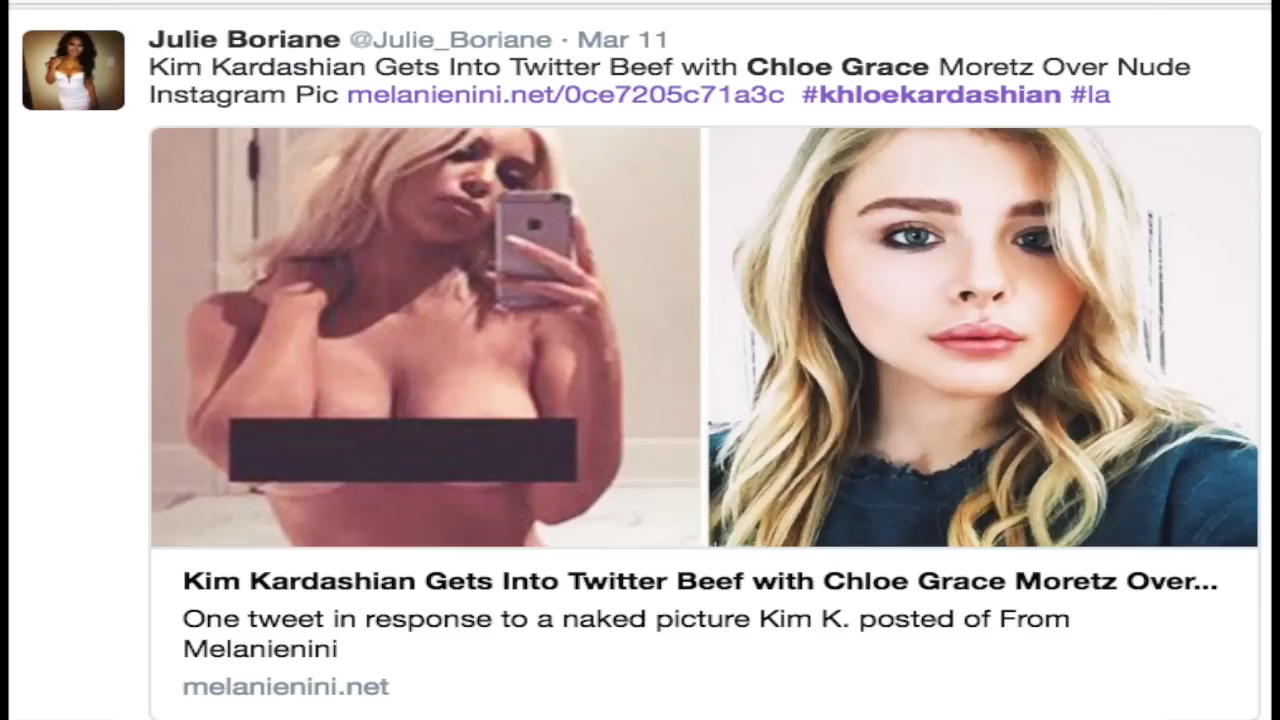 Julie Boriane @Julie_Boriane · Mar 11
Kim Kardashian Gets Into Twitter Beef with Chloe Grace Moretz Over Nude
Instagram Pic melanienini.net/0ce7205c71a3c #khloekardashian #la
Kim Kardashian Gets Into Twitter Beef with Chloe Grace Moretz Over...
One tweet in response to a naked picture Kim K. posted of From
Melanienini
melanienini.net